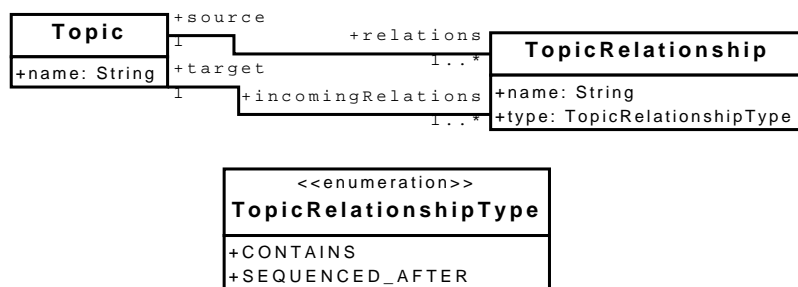 Topic
+name: String
+source
1
+relations
1..*
+target
1
+incomingRelations
1..*
TopicRelationship
+name: String
+type: TopicRelationshipType
<<enumeration>>
TopicRelationshipType
+CONTAINS
+SEQUENCED_AFTER